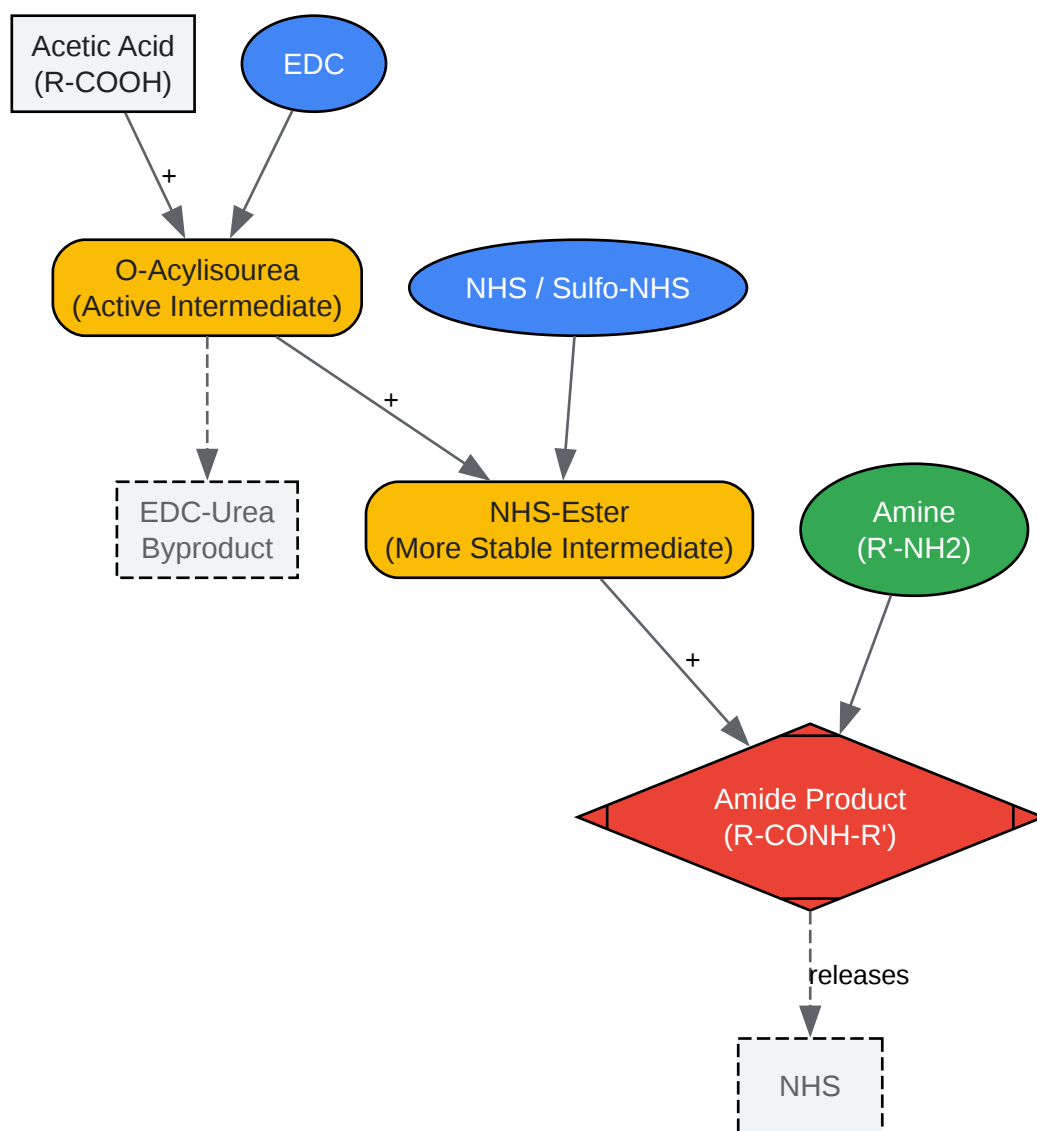 Acetic Acid
(R-COOH)
EDC
+
O-Acylisourea
(Active Intermediate)
NHS / Sulfo-NHS
+
EDC-Urea
Byproduct
NHS-Ester
(More Stable Intermediate)
Amine
(R'-NH2)
+
Amide Product
(R-CONH-R')
releases
NHS